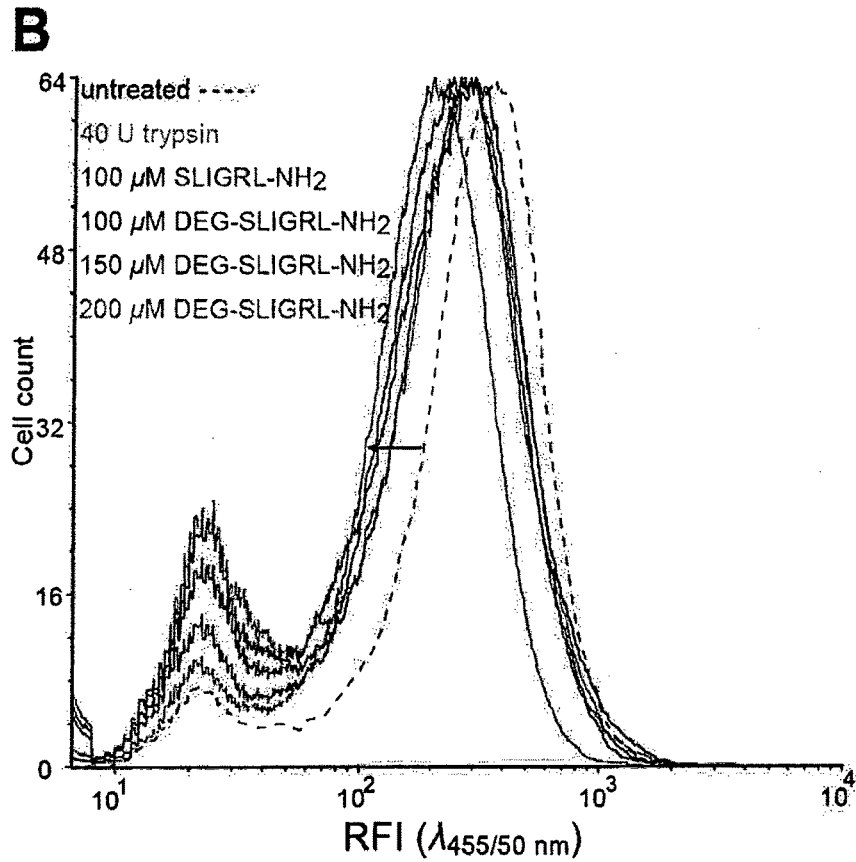 B
64
untreated ----
40 U trypsin
100 µM SLIGRL-NH2
48
100 µM DEG-SLIGRL-NH2
150 µM DEG-SLIGRL-NH2
200 µM DEG-SLIGRL-NH2
Cell count
32
16
0
10^1 10^2 10^3 10^4
RFI (λ455/50 nm)